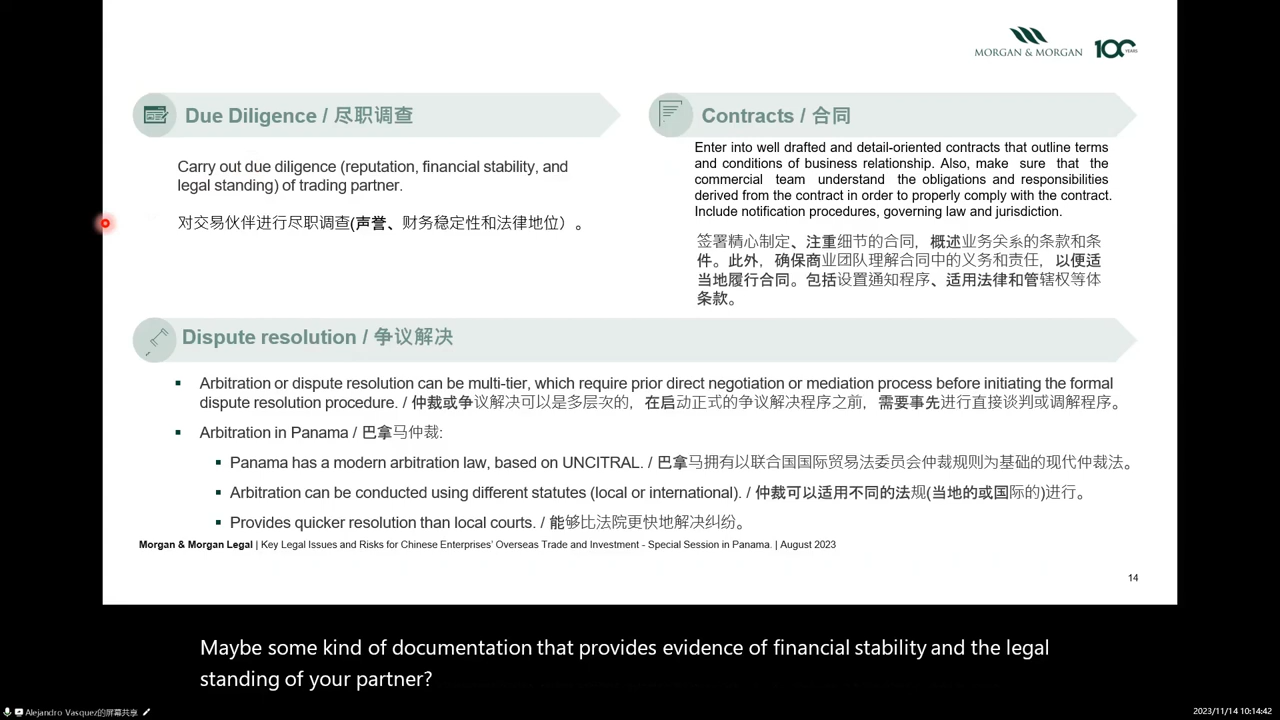 MORGAN & MORGAN 100 YEARS
Due Diligence / 尽职调查
Carry out due diligence (reputation, financial stability, and
legal standing) of trading partner.
对交易伙伴进行尽职调查(声誉、财务稳定性和法律地位）。
Contracts / 合同
Enter into well drafted and detail-oriented contracts that outline terms
and conditions of business relationship. Also, make sure that the
commercial team understand the obligations and responsibilities
derived from the contract in order to properly comply with the contract.
Include notification procedures, governing law and jurisdiction.
签署精心制定、注重细节的合同，概述业务关系的条款和条
件。此外，确保商业团队理解合同中的义务和责任，以便适
当地履行合同。包括设置通知程序、适用法律和管辖权等体
条款。
Dispute resolution / 争议解决
▪ Arbitration or dispute resolution can be multi-tier, which require prior direct negotiation or mediation process before initiating the formal
dispute resolution procedure. / 仲裁或争议解决可以是多层次的，在启动正式的争议解决程序之前，需要事先进行直接谈判或调解程序。
▪ Arbitration in Panama / 巴拿马仲裁:
▪ Panama has a modern arbitration law, based on UNCITRAL. / 巴拿马拥有以联合国国际贸易法委员会仲裁规则为基础的现代仲裁法。
▪ Arbitration can be conducted using different statutes (local or international). / 仲裁可以适用不同的法规(当地的或国际的)进行。
▪ Provides quicker resolution than local courts. / 能够比法院更快地解决纠纷。
Morgan & Morgan Legal | Key Legal Issues and Risks for Chinese Enterprises' Overseas Trade and Investment - Special Session in Panama. | August 2023
14
Maybe some kind of documentation that provides evidence of financial stability and the legal
standing of your partner?
Alejandro Vasquez的屏幕共享
2023/11/14 10:14:42